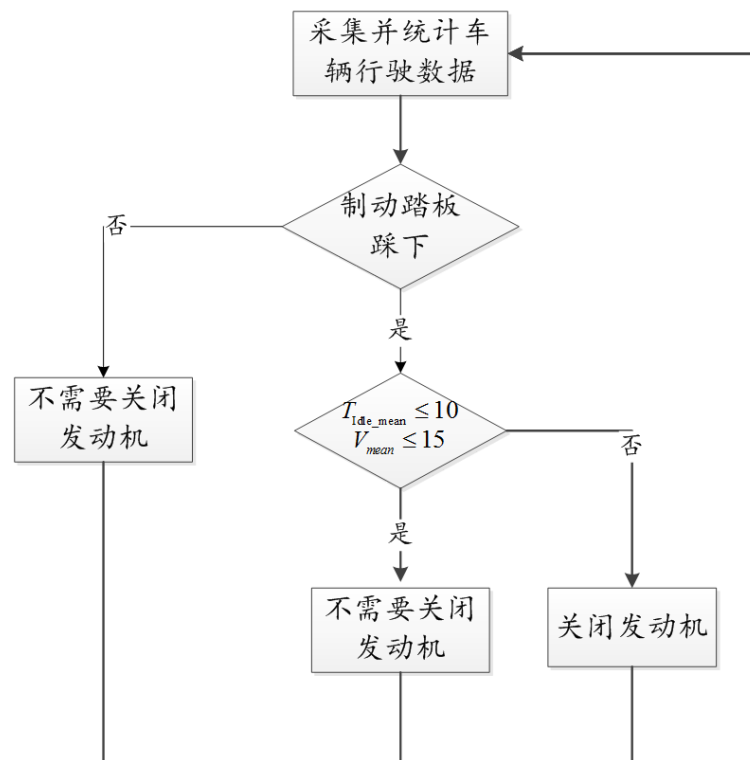 采集并统计车
辆行驶数据
制动踏板
踩下
否
是
不需要关闭
发动机
T_Idle_mean ≤ 10
V_mean ≤ 15
否
是
不需要关闭
发动机
关闭发动机